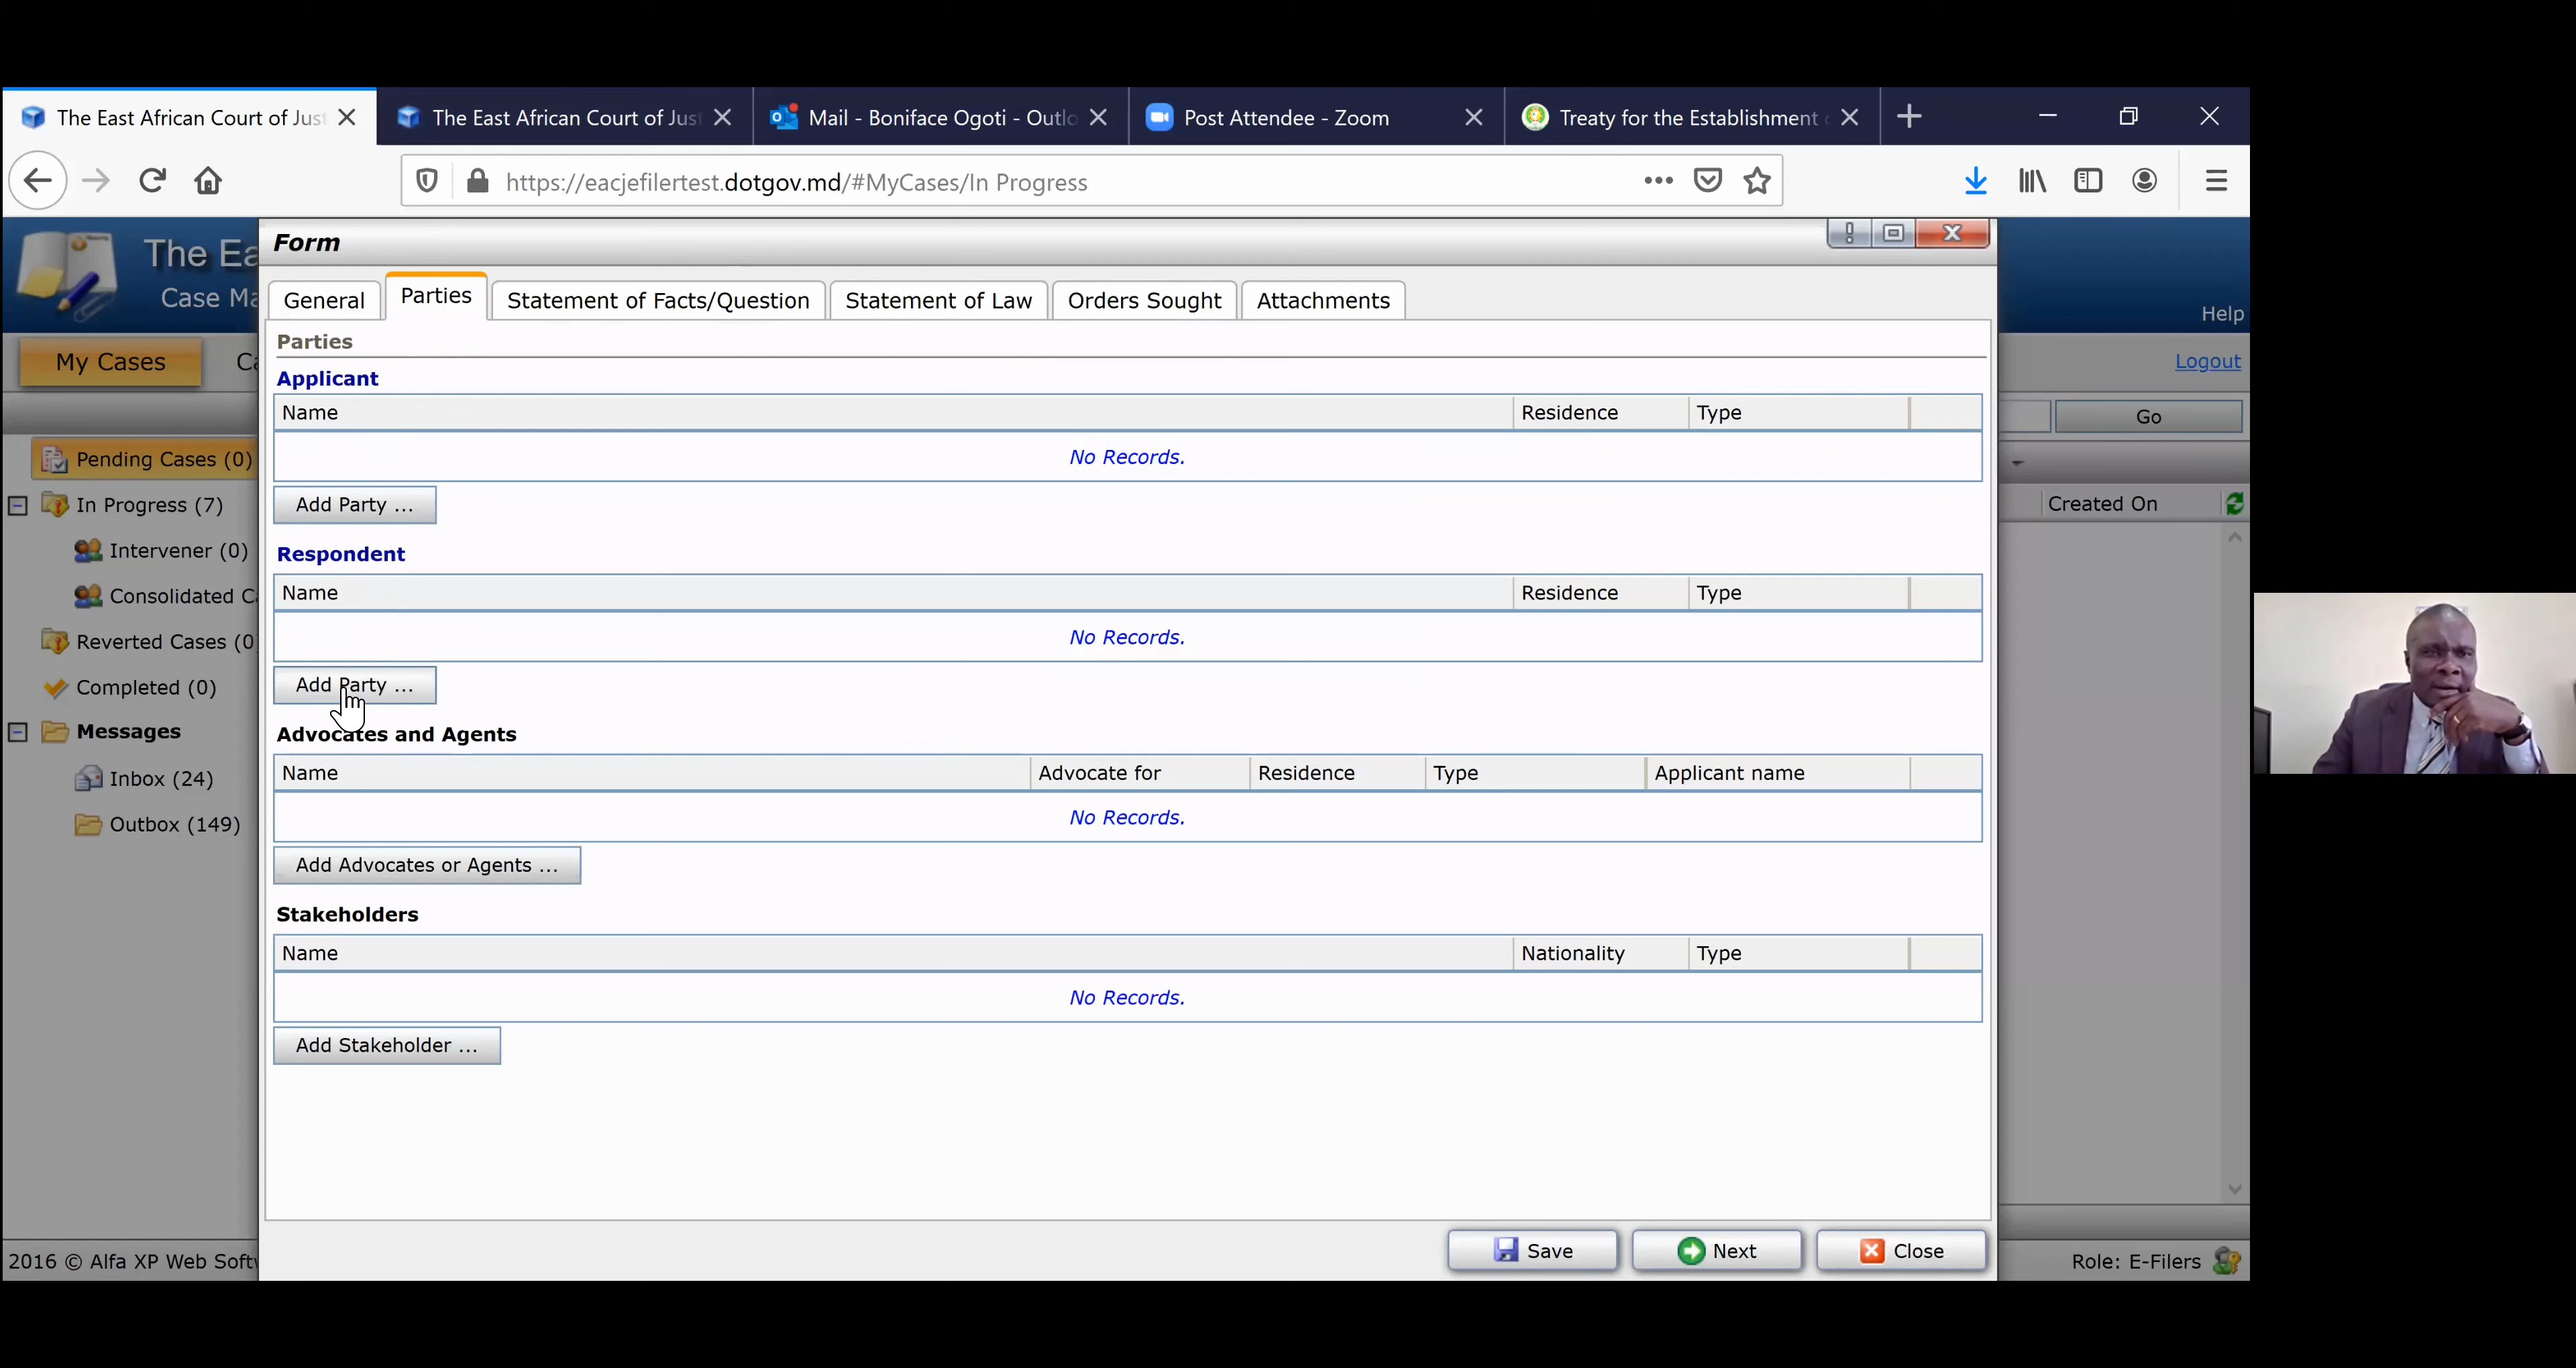 The East African Court of Jus
The East African Court of Jus
Mail - Boniface Ogoti - Outlo
Post Attendee - Zoom
Treaty for the Establishment
https://eacjefilertest.dotgov.md/#MyCases/In Progress
The Ea
Case Ma
Help
My Cases
Ca
Logout
Go
Pending Cases (0)
In Progress (7)
Intervener (0)
Consolidated Ca
Reverted Cases (0)
Completed (0)
Messages
Inbox (24)
Outbox (149)
Created On
Form
General
Parties
Statement of Facts/Question
Statement of Law
Orders Sought
Attachments
Parties
Applicant
Name Residence Type
No Records.
Add Party ...
Respondent
Name Residence Type
No Records.
Add Party ...
Advocates and Agents
Name Advocate for Residence Type Applicant name
No Records.
Add Advocates or Agents ...
Stakeholders
Name Nationality Type
No Records.
Add Stakeholder ...
Save
Next
Close
2016 © Alfa XP Web Softw
Role: E-Filers